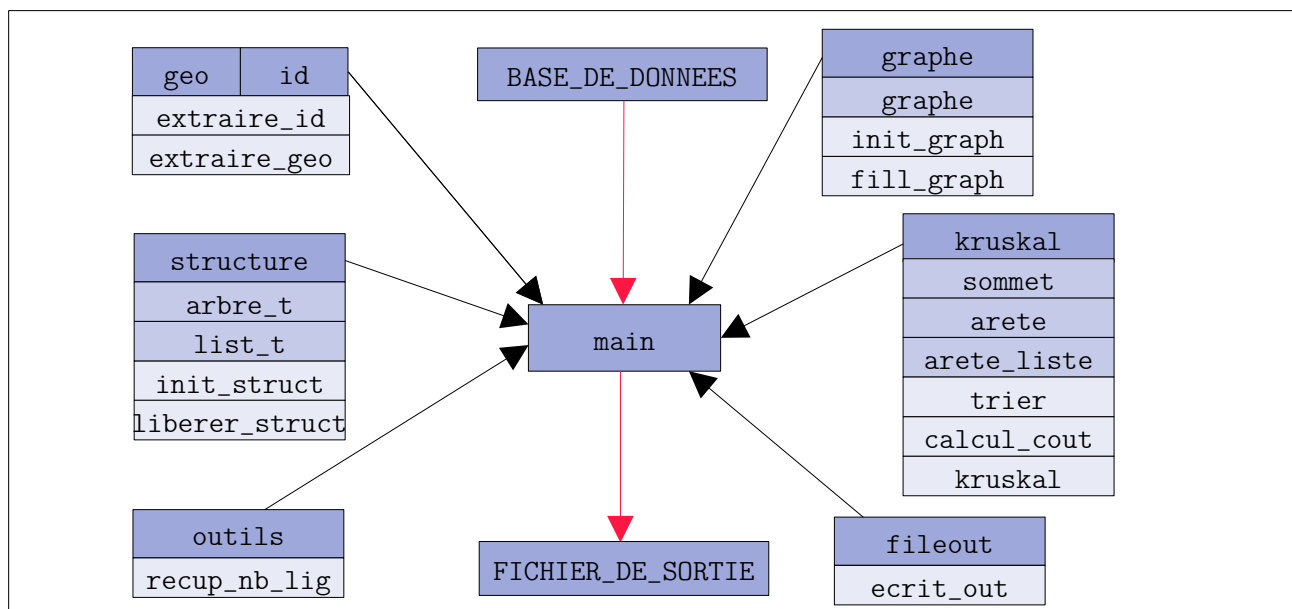 geo id
extraire_id
extraire_geo
BASE_DE_DONNEES
graphe
graphe
init_graph
fill_graph
structure
arbre_t
list_t
init_struct
liberer_struct
main
kruskal
sommet
arete
arete_liste
trier
calcul_cout
kruskal
outils
recup_nb_lig
FICHIER_DE_SORTIE
fileout
ecrit_out